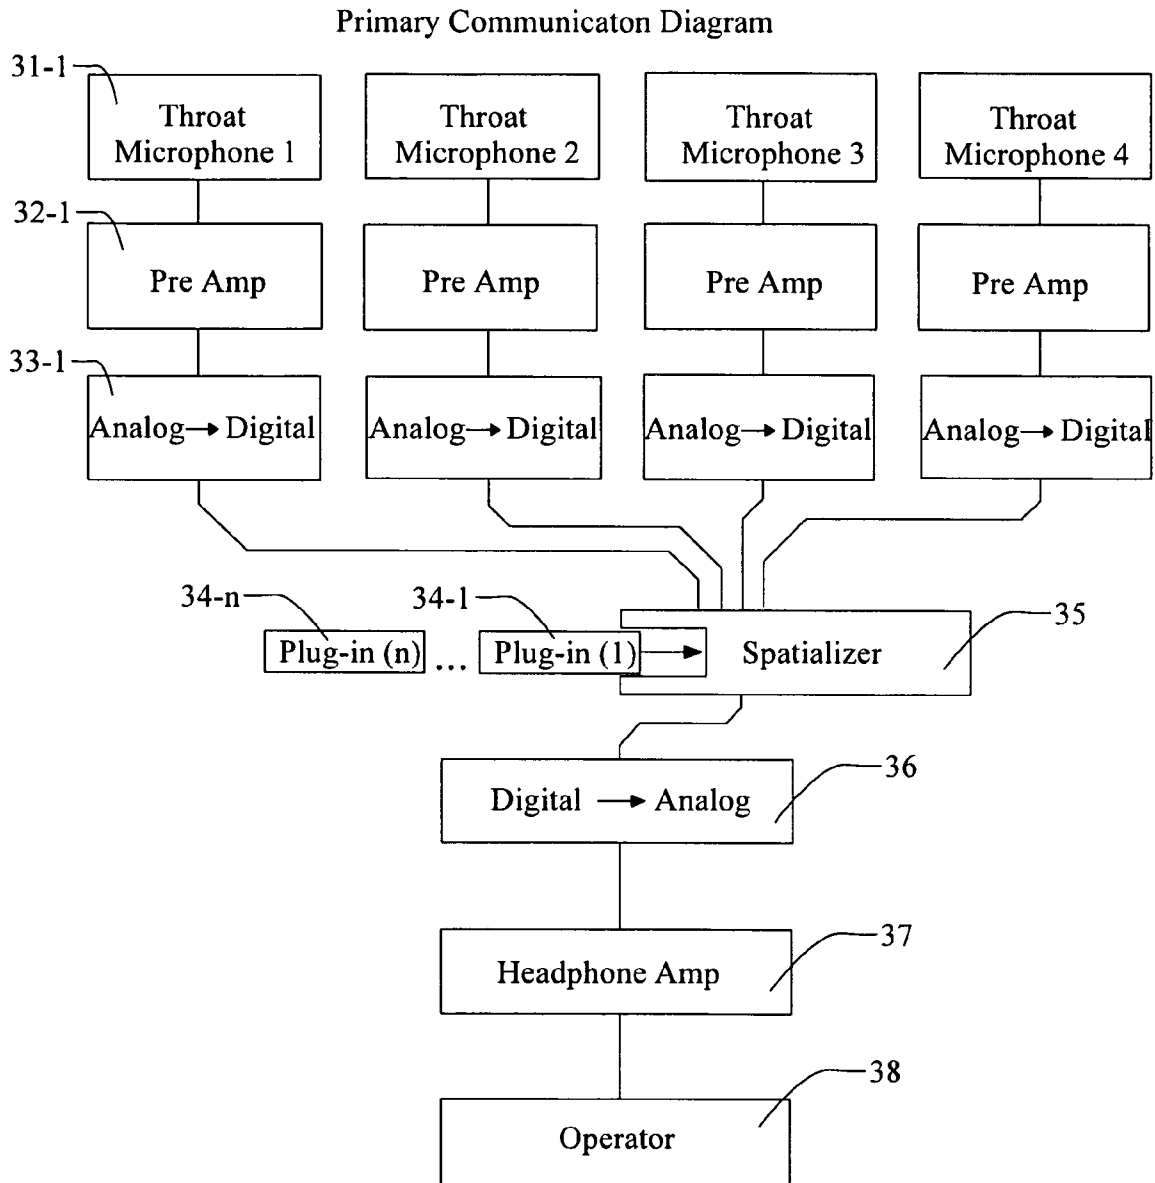 Primary Communicaton Diagram
31-1
Throat
Microphone 1
Throat
Microphone 2
Throat
Microphone 3
Throat
Microphone 4
32-1
Pre Amp
Pre Amp
Pre Amp
Pre Amp
33-1
Analog → Digital
Analog → Digital
Analog → Digital
Analog → Digital
34-n
34-1
35
Plug-in (n)
...
Plug-in (1)
Spatializer
36
Digital → Analog
37
Headphone Amp
38
Operator